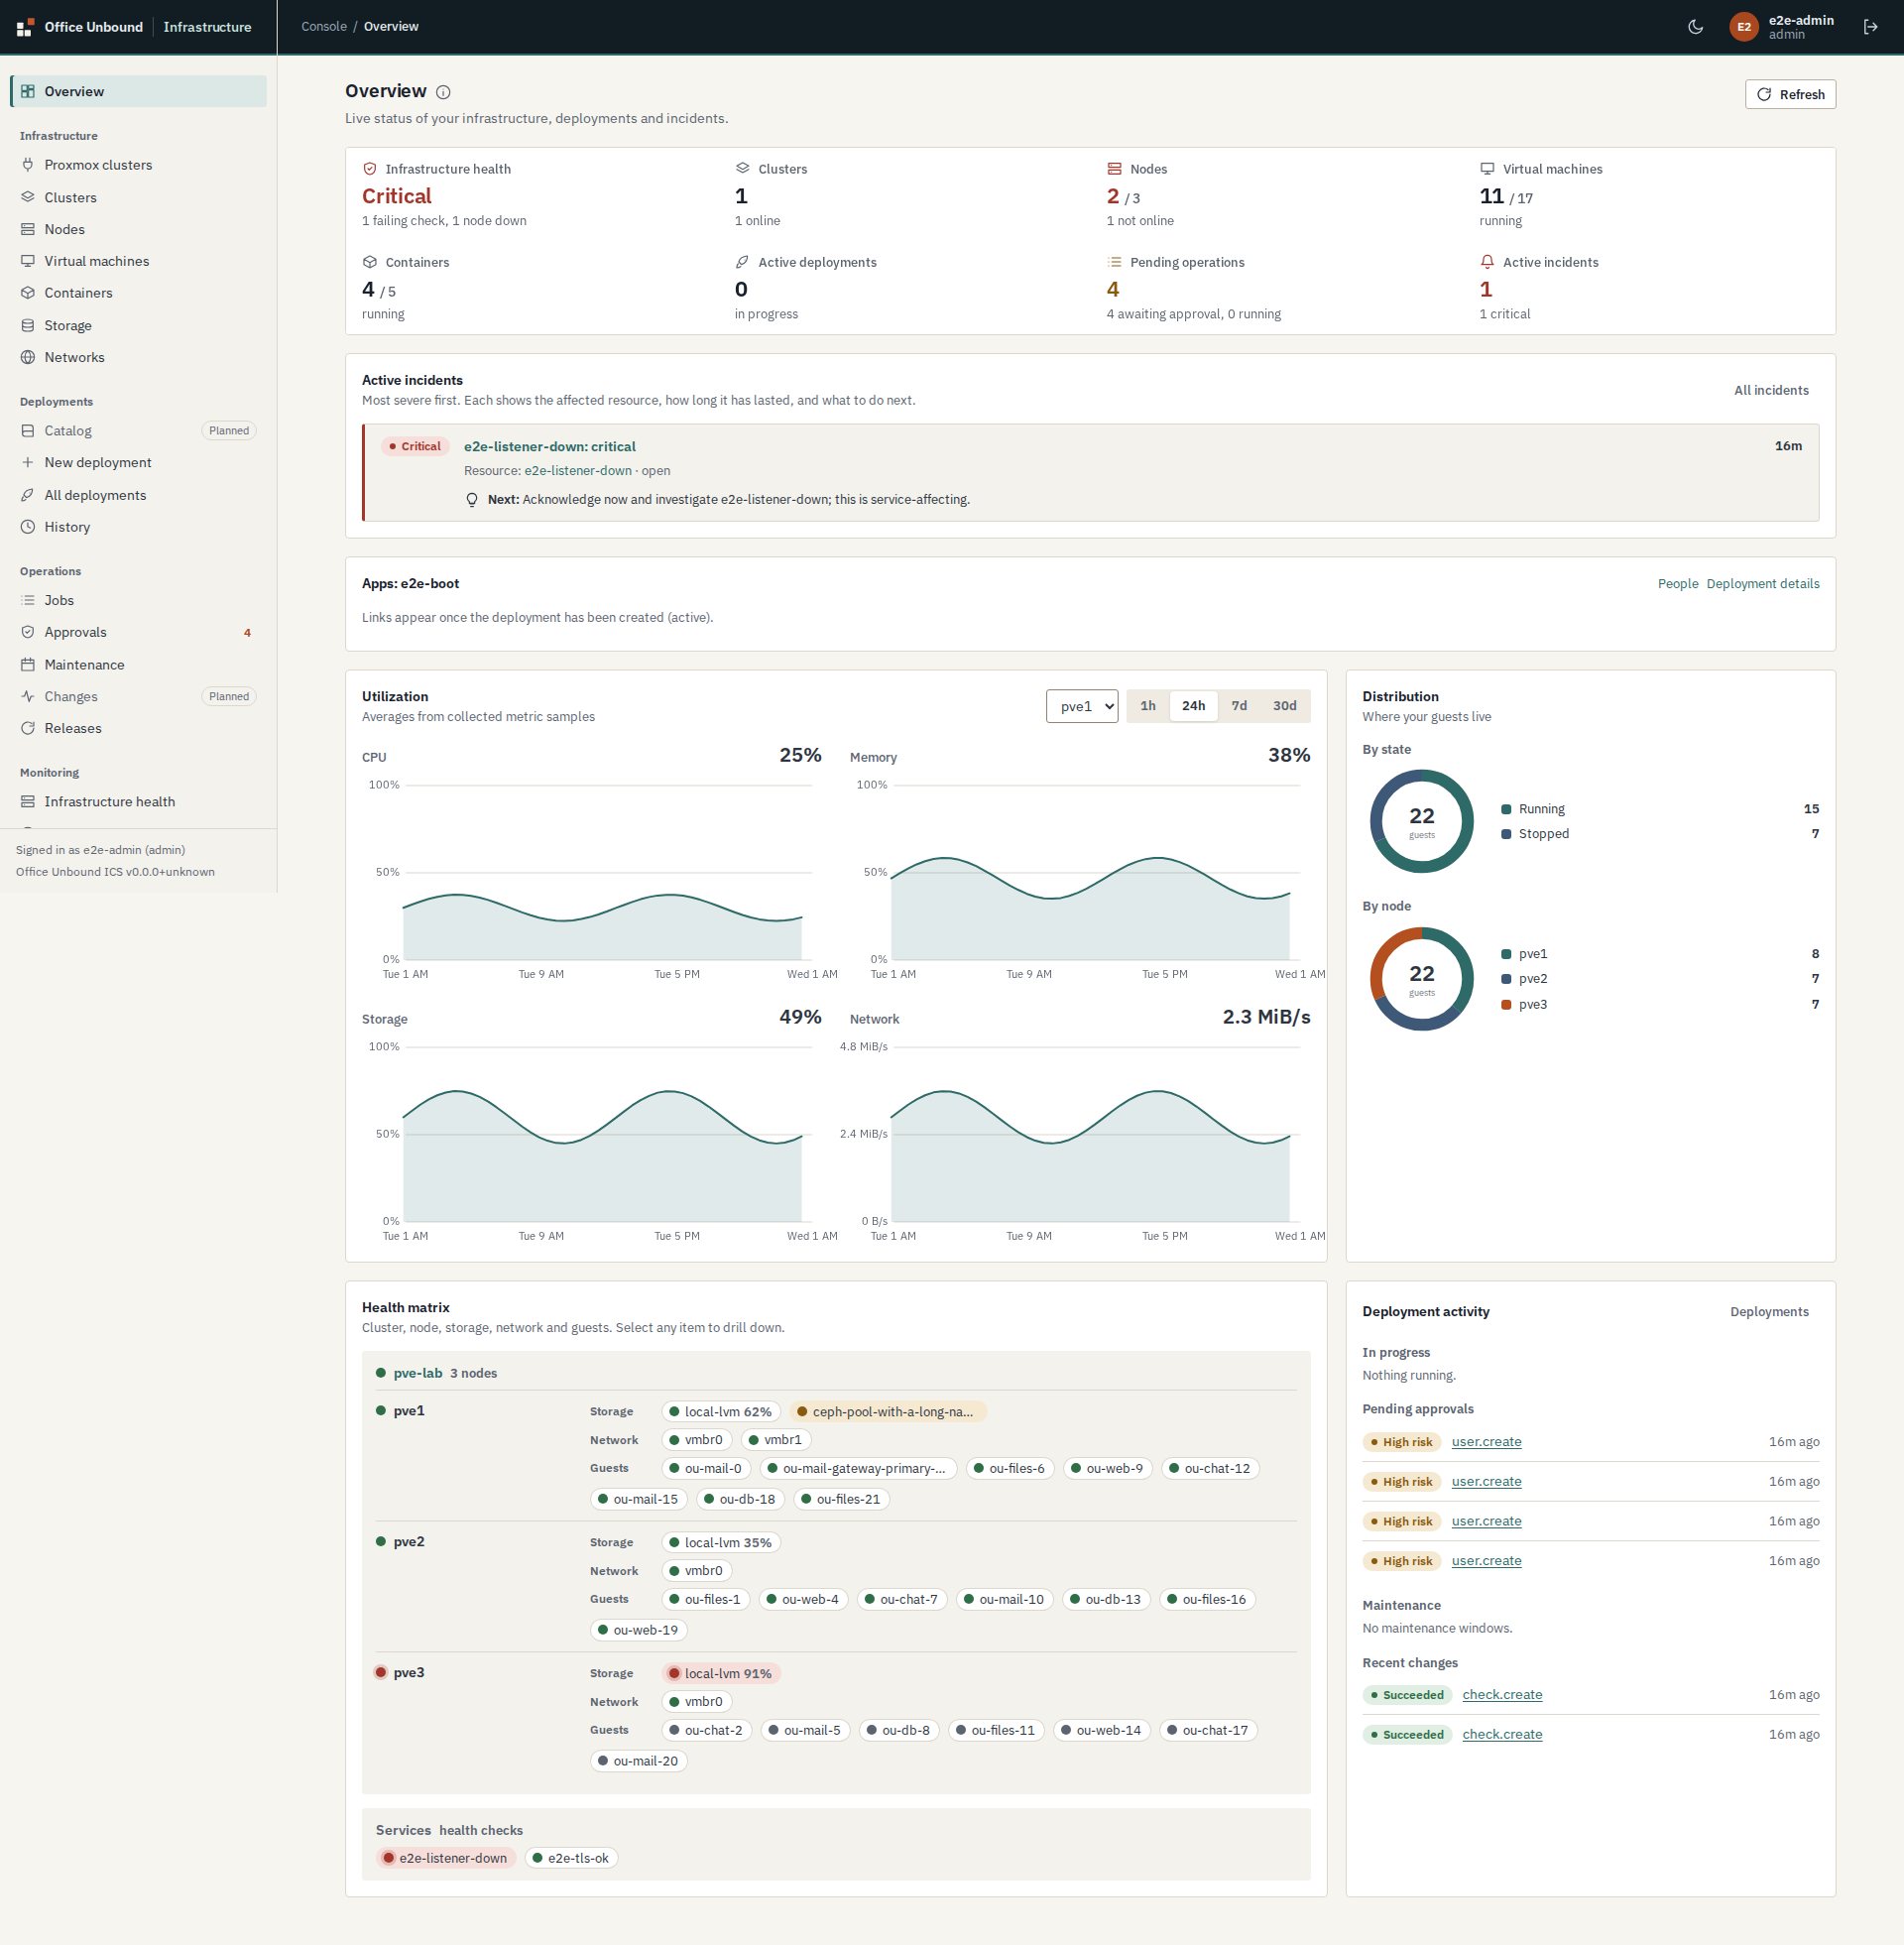 Office Unbound Infrastructure
Console / Overview
E2 e2e-admin
admin
Overview
Infrastructure
Proxmox clusters
Clusters
Nodes
Virtual machines
Containers
Storage
Networks
Deployments
Catalog Planned
New deployment
All deployments
History
Operations
Jobs
Approvals 4
Maintenance
Changes Planned
Releases
Monitoring
Infrastructure health
Signed in as e2e-admin (admin)
Office Unbound ICS v0.0.0+unknown
Overview
Refresh
Live status of your infrastructure, deployments and incidents.
Infrastructure health
Critical
1 failing check, 1 node down
Clusters
1
1 online
Nodes
2 / 3
1 not online
Virtual machines
11 / 17
running
Containers
4 / 5
running
Active deployments
0
in progress
Pending operations
4
4 awaiting approval, 0 running
Active incidents
1
1 critical
Active incidents
Most severe first. Each shows the affected resource, how long it has lasted, and what to do next.
All incidents
Critical e2e-listener-down: critical 16m
Resource: e2e-listener-down · open
Next: Acknowledge now and investigate e2e-listener-down; this is service-affecting.
Apps: e2e-boot People Deployment details
Links appear once the deployment has been created (active).
Utilization
Averages from collected metric samples
pve1 1h 24h 7d 30d
CPU 25%
100%
50%
0%
Tue 1 AM Tue 9 AM Tue 5 PM Wed 1 AM
Memory 38%
100%
50%
0%
Tue 1 AM Tue 9 AM Tue 5 PM Wed 1 AM
Storage 49%
100%
50%
0%
Tue 1 AM Tue 9 AM Tue 5 PM Wed 1 AM
Network 2.3 MiB/s
4.8 MiB/s
2.4 MiB/s
0 B/s
Tue 1 AM Tue 9 AM Tue 5 PM Wed 1 AM
Distribution
Where your guests live
By state
22
guests
Running 15
Stopped 7
By node
22
guests
pve1 8
pve2 7
pve3 7
Health matrix
Cluster, node, storage, network and guests. Select any item to drill down.
pve-lab 3 nodes
pve1
Storage local-lvm 62% ceph-pool-with-a-long-na...
Network vmbr0 vmbr1
Guests ou-mail-0 ou-mail-gateway-primary-... ou-files-6 ou-web-9 ou-chat-12
ou-mail-15 ou-db-18 ou-files-21
pve2
Storage local-lvm 35%
Network vmbr0
Guests ou-files-1 ou-web-4 ou-chat-7 ou-mail-10 ou-db-13 ou-files-16
ou-web-19
pve3
Storage local-lvm 91%
Network vmbr0
Guests ou-chat-2 ou-mail-5 ou-db-8 ou-files-11 ou-web-14 ou-chat-17
ou-mail-20
Services health checks
e2e-listener-down e2e-tls-ok
Deployment activity Deployments
In progress
Nothing running.
Pending approvals
High risk user.create 16m ago
High risk user.create 16m ago
High risk user.create 16m ago
High risk user.create 16m ago
Maintenance
No maintenance windows.
Recent changes
Succeeded check.create 16m ago
Succeeded check.create 16m ago